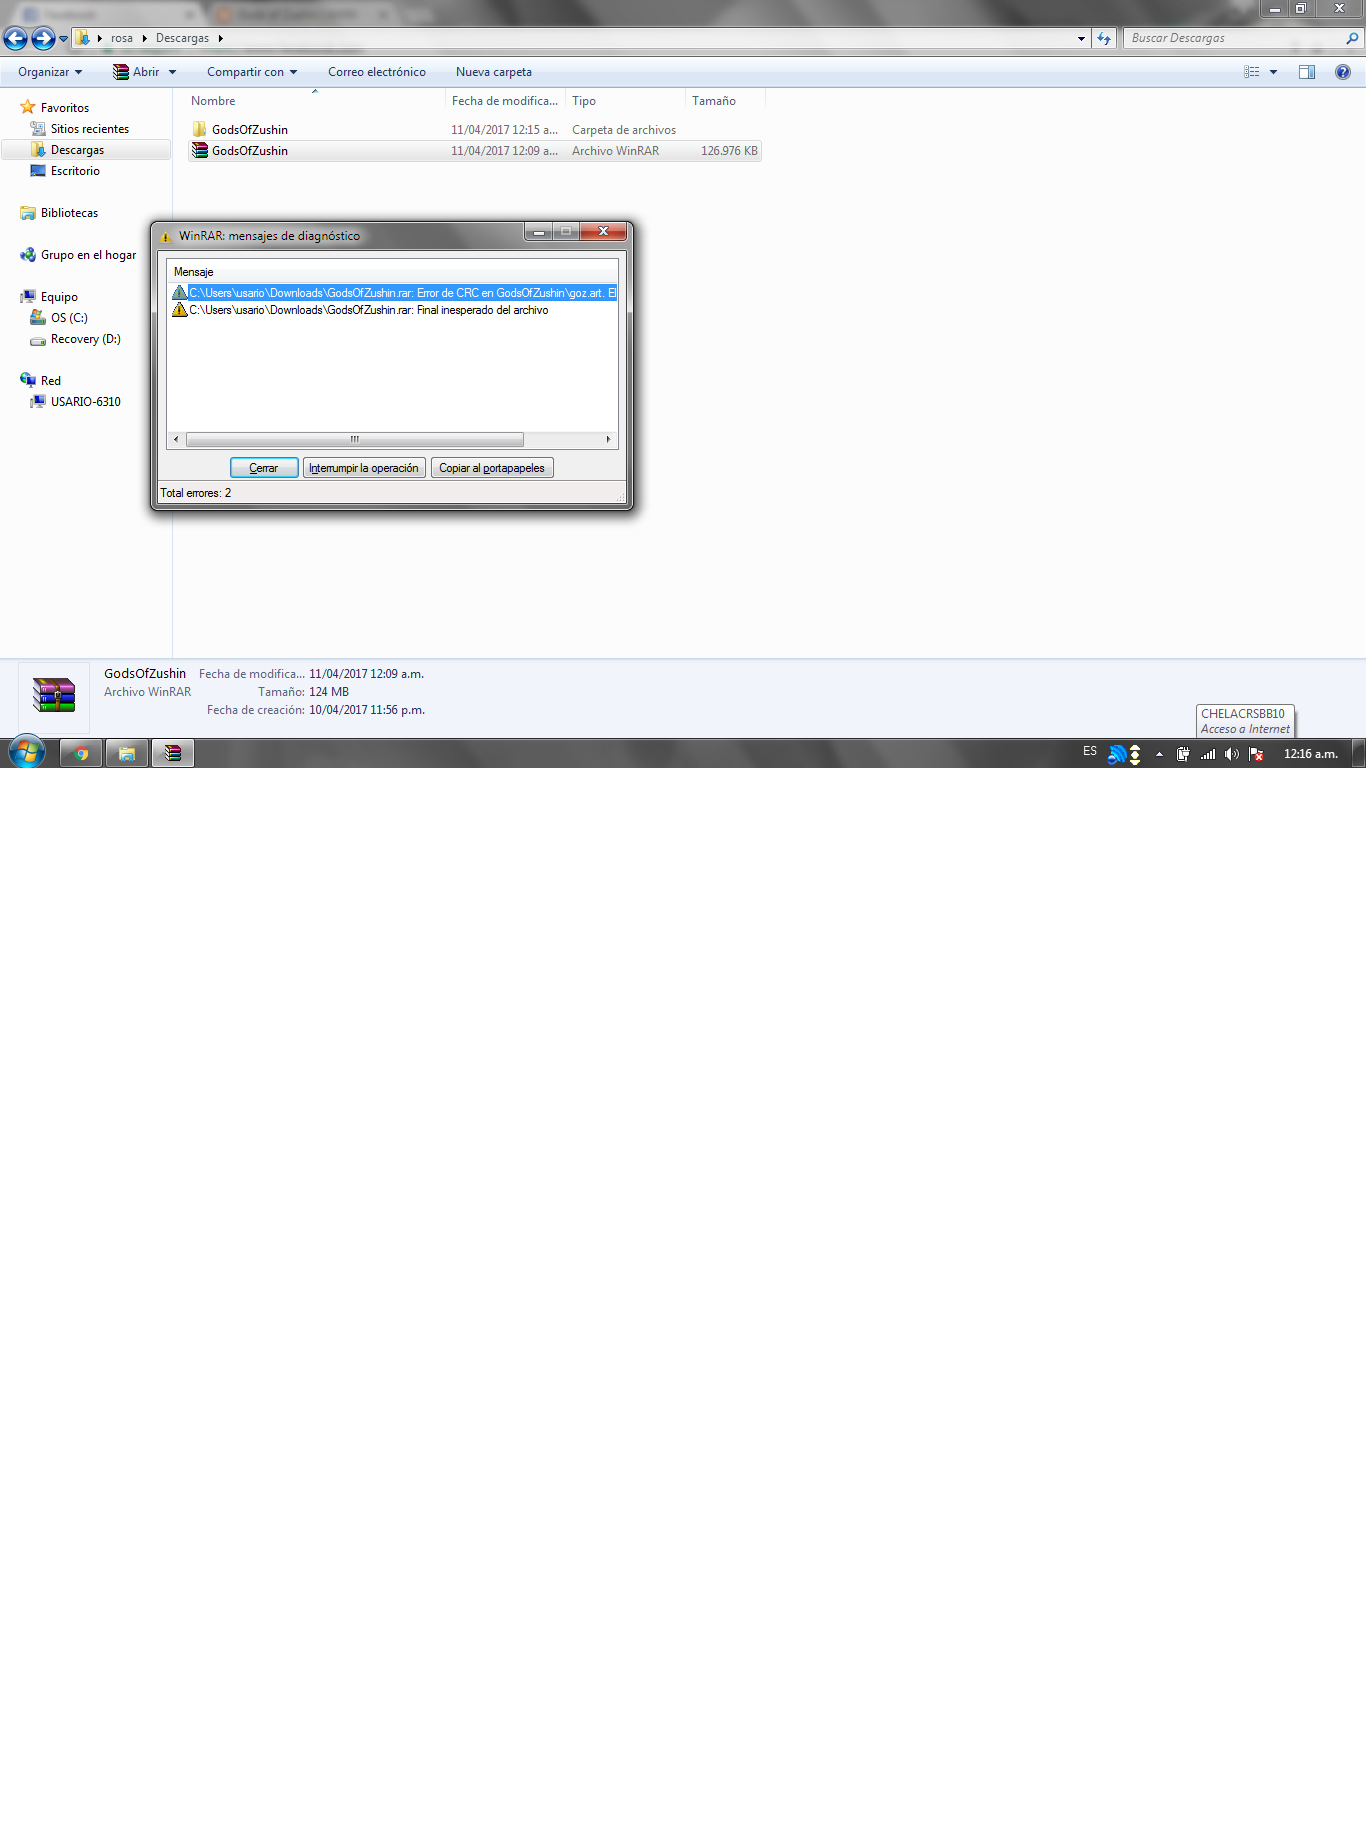 rosa Descargas
Buscar Descargas
Organizar Abrir Compartir con Correo electrónico Nueva carpeta
Nombre Fecha de modifica... Tipo Tamaño
Favoritos
Sitios recientes
Descargas
Escritorio
Bibliotecas
Grupo en el hogar
Equipo
OS (C:)
Recovery (D:)
Red
USARIO-6310
GodsOfZushin 11/04/2017 12:15 a... Carpeta de archivos
GodsOfZushin 11/04/2017 12:09 a... Archivo WinRAR 126.976 KB
WinRAR: mensajes de diagnóstico
Mensaje
C:\Users\usario\Downloads\GodsOfZushin.rar: Error de CRC en GodsOfZushin\goz.art. El
C:\Users\usario\Downloads\GodsOfZushin.rar: Final inesperado del archivo
Cerrar Interrumpir la operación Copiar al portapapeles
Total errores: 2
GodsOfZushin Fecha de modifica... 11/04/2017 12:09 a.m.
Archivo WinRAR Tamaño: 124 MB
Fecha de creación: 10/04/2017 11:56 p.m.
CHELACRSBB10
Acceso a Internet
ES
12:16 a.m.